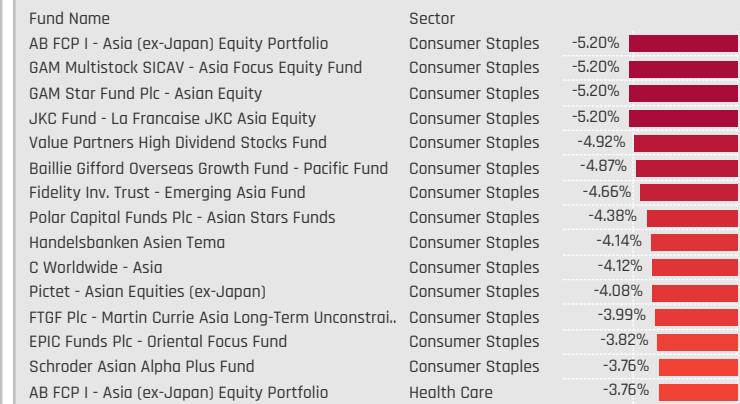 Fund Name Sector
AB FCP I - Asia (ex-Japan) Equity Portfolio Consumer Staples -5.20%
GAM Multistock SICAV - Asia Focus Equity Fund Consumer Staples -5.20%
GAM Star Fund Plc - Asian Equity Consumer Staples -5.20%
JKC Fund - La Francaise JKC Asia Equity Consumer Staples -5.20%
Value Partners High Dividend Stocks Fund Consumer Staples -4.92%
Baillie Gifford Overseas Growth Fund - Pacific Fund Consumer Staples -4.87%
Fidelity Inv. Trust - Emerging Asia Fund Consumer Staples -4.66%
Polar Capital Funds Plc - Asian Stars Funds Consumer Staples -4.38%
Handelsbanken Asien Tema Consumer Staples -4.14%
C Worldwide - Asia Consumer Staples -4.12%
Pictet - Asian Equities (ex-Japan) Consumer Staples -4.08%
FTGF Plc - Martin Currie Asia Long-Term Unconstrai.. Consumer Staples -3.99%
EPIC Funds Plc - Oriental Focus Fund Consumer Staples -3.82%
Schroder Asian Alpha Plus Fund Consumer Staples -3.76%
AB FCP I - Asia (ex-Japan) Equity Portfolio Health Care -3.76%